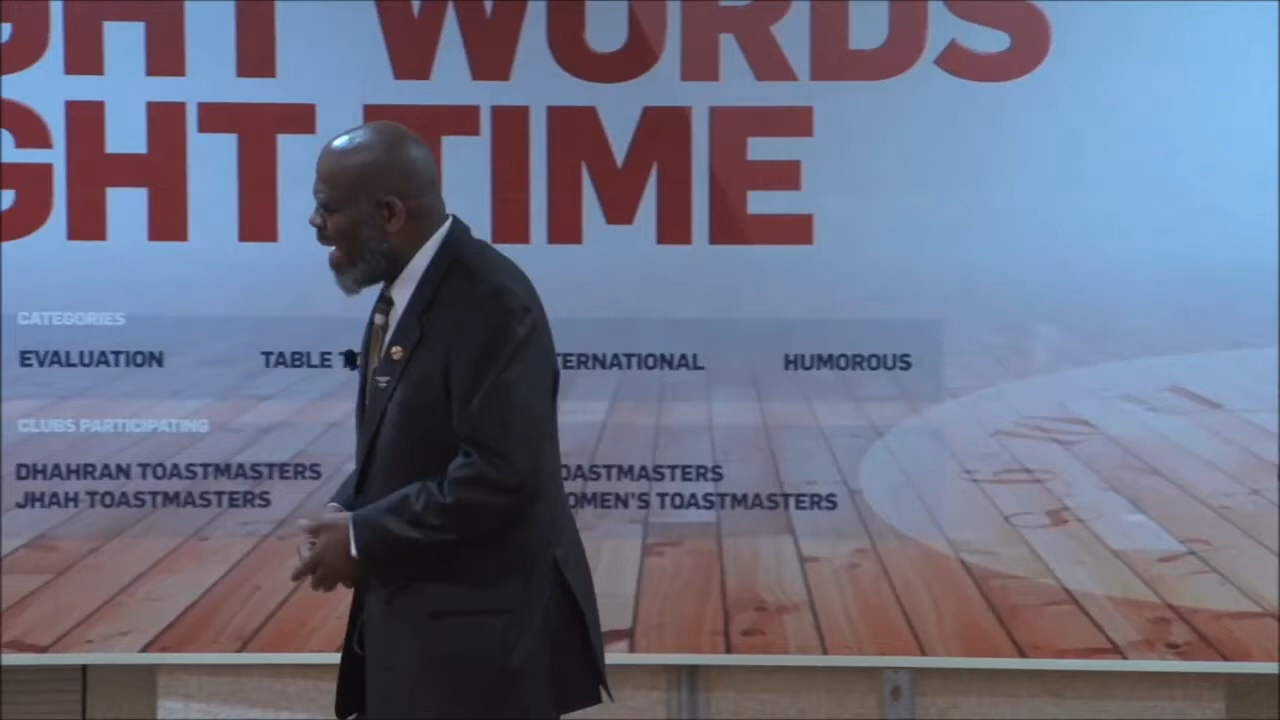 GHT WORDS
GHT TIME
CATEGORIES
EVALUATION TABLE TERNATIONAL HUMOROUS
CLUBS PARTICIPATING
DHAHRAN TOASTMASTERS OASTMASTERS
JHAH TOASTMASTERS OMEN'S TOASTMASTERS